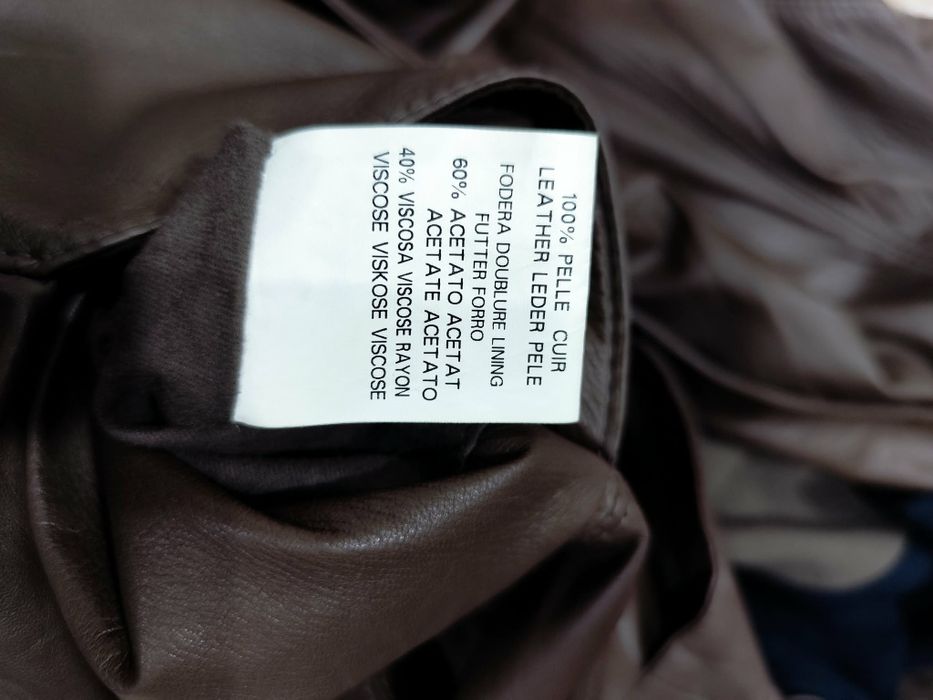 100% PELLE CUIR
LEATHER LEDER PELE
FODERA DOUBLURE LINING
FUTTER FORRO
60% ACETATO ACETAT
ACETATE ACETATO
40% VISCOSA VISCOSE RAYON
VISCOSE VISKOSE VISCOSE